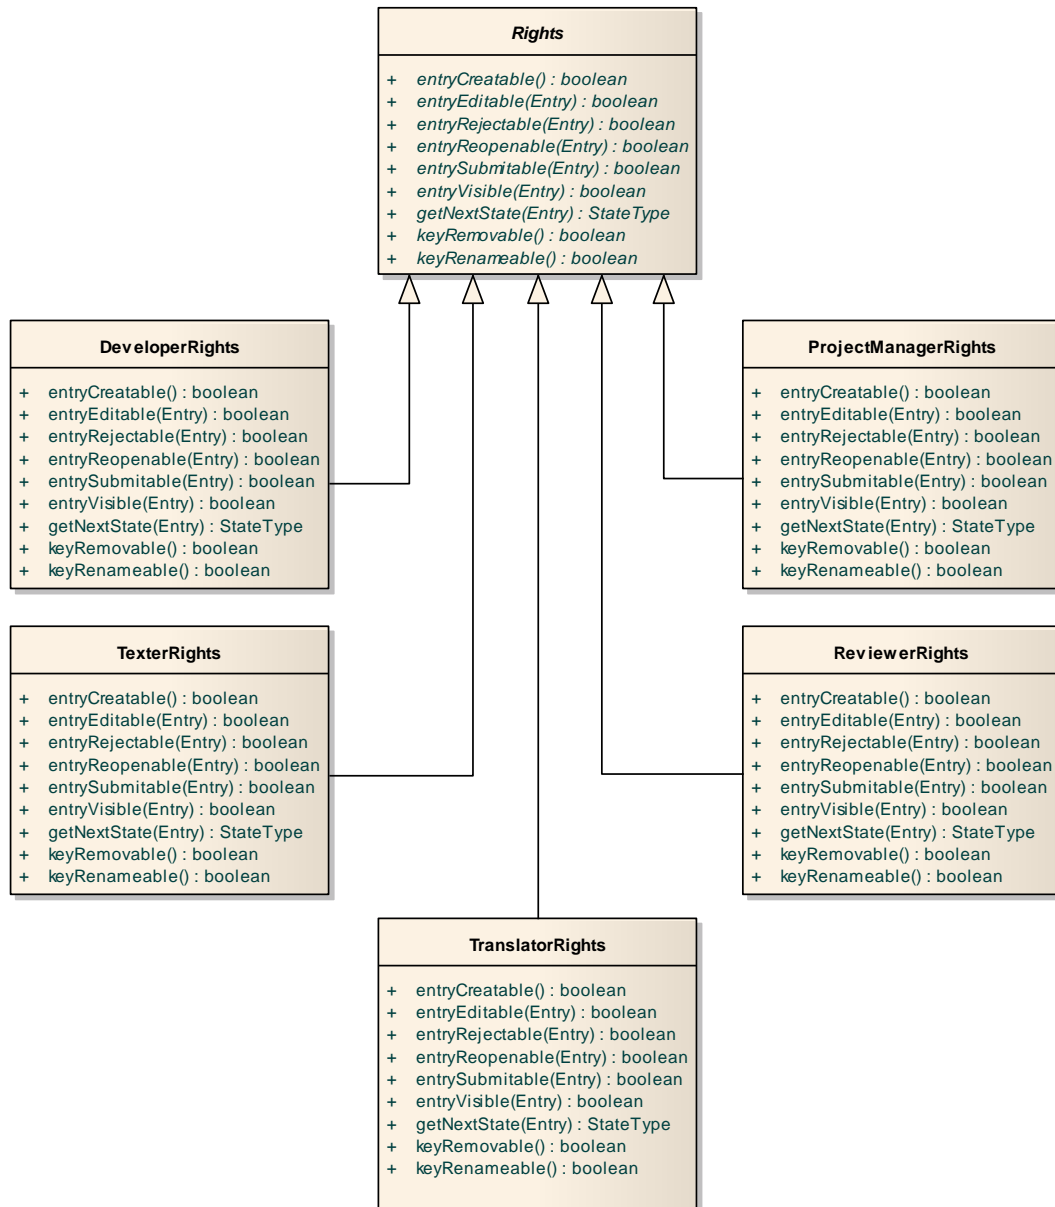 Rights
+ entryCreatable() : boolean
+ entryEditable(Entry) : boolean
+ entryRejectable(Entry) : boolean
+ entryReopenable(Entry) : boolean
+ entrySubmitable(Entry) : boolean
+ entryVisible(Entry) : boolean
+ getNextState(Entry) : StateType
+ keyRemovable() : boolean
+ keyRenameable() : boolean
DeveloperRights
+ entryCreatable() : boolean
+ entryEditable(Entry) : boolean
+ entryRejectable(Entry) : boolean
+ entryReopenable(Entry) : boolean
+ entrySubmitable(Entry) : boolean
+ entryVisible(Entry) : boolean
+ getNextState(Entry) : StateType
+ keyRemovable() : boolean
+ keyRenameable() : boolean
ProjectManagerRights
+ entryCreatable() : boolean
+ entryEditable(Entry) : boolean
+ entryRejectable(Entry) : boolean
+ entryReopenable(Entry) : boolean
+ entrySubmitable(Entry) : boolean
+ entryVisible(Entry) : boolean
+ getNextState(Entry) : StateType
+ keyRemovable() : boolean
+ keyRenameable() : boolean
TexterRights
+ entryCreatable() : boolean
+ entryEditable(Entry) : boolean
+ entryRejectable(Entry) : boolean
+ entryReopenable(Entry) : boolean
+ entrySubmitable(Entry) : boolean
+ entryVisible(Entry) : boolean
+ getNextState(Entry) : StateType
+ keyRemovable() : boolean
+ keyRenameable() : boolean
ReviewerRights
+ entryCreatable() : boolean
+ entryEditable(Entry) : boolean
+ entryRejectable(Entry) : boolean
+ entryReopenable(Entry) : boolean
+ entrySubmitable(Entry) : boolean
+ entryVisible(Entry) : boolean
+ getNextState(Entry) : StateType
+ keyRemovable() : boolean
+ keyRenameable() : boolean
TranslatorRights
+ entryCreatable() : boolean
+ entryEditable(Entry) : boolean
+ entryRejectable(Entry) : boolean
+ entryReopenable(Entry) : boolean
+ entrySubmitable(Entry) : boolean
+ entryVisible(Entry) : boolean
+ getNextState(Entry) : StateType
+ keyRemovable() : boolean
+ keyRenameable() : boolean